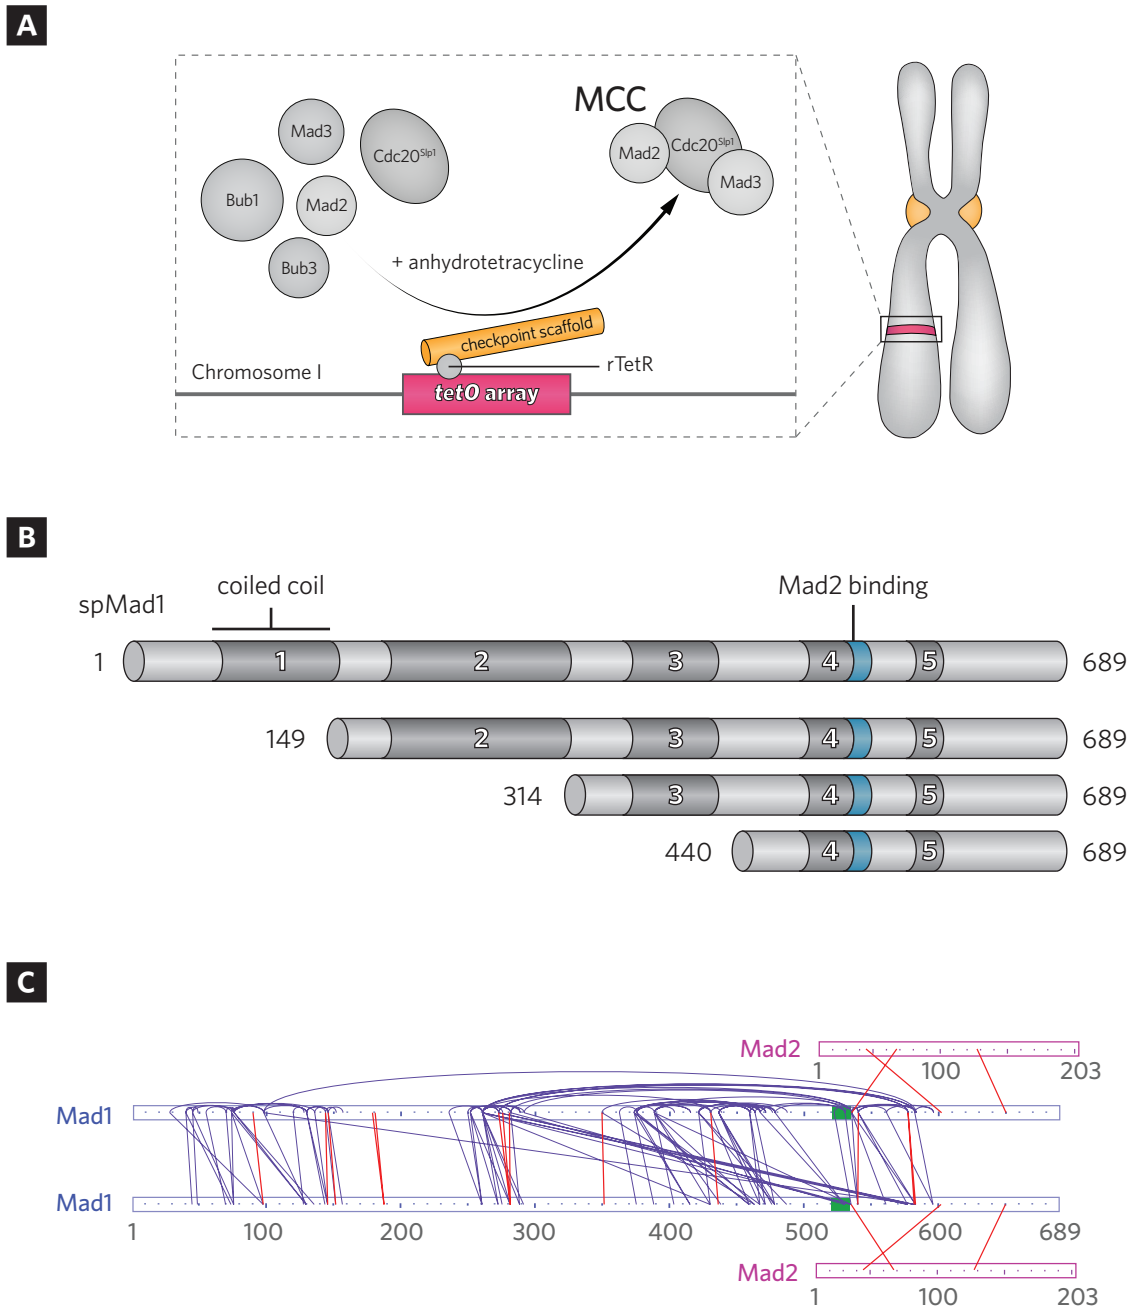 A
MCC
Mad3
Cdc20Slp1
Bub1
Mad2
Bub3
Mad2
Cdc20Slp1
Mad3
+ anhydrotetracycline
checkpoint scaffold
rTetR
Chromosome I
tetO array
B
spMad1
coiled coil
Mad2 binding
1
1
2
3
4
5
689
149
2
3
4
5
689
314
3
4
5
689
440
4
5
689
C
Mad2
1
100
203
Mad1
Mad1
1
100
200
300
400
500
600
689
Mad2
1
100
203